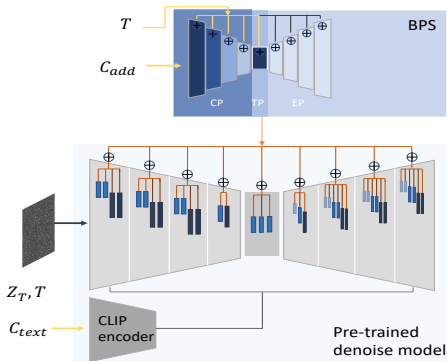 T
BPS
C_add
CP
TP
EP
Z_T, T
C_text
CLIP
encoder
Pre-trained
denoise model